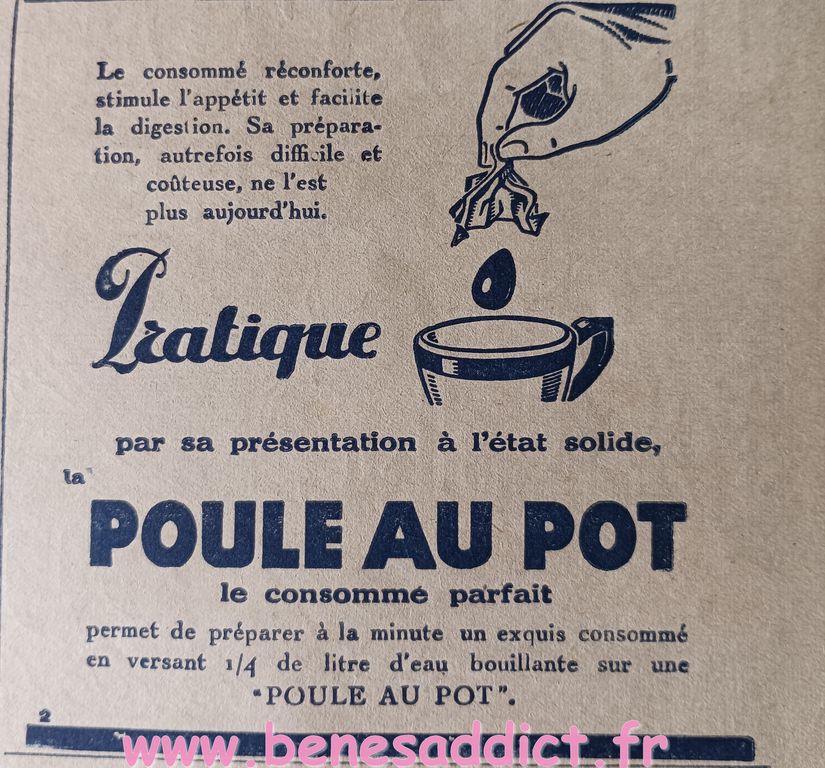 Le consommé réconforte,
stimule l'appétit et facilite
la digestion. Sa prépara-
tion, autrefois difficile et
coûteuse, ne l'est
plus aujourd'hui.
Pratique
par sa présentation à l'état solide,
la
POULE AU POT
le consommé parfait
permet de préparer à la minute un exquis consommé
en versant 1/4 de litre d'eau bouillante sur une
"POULE AU POT".
2
www.benesaddict.fr